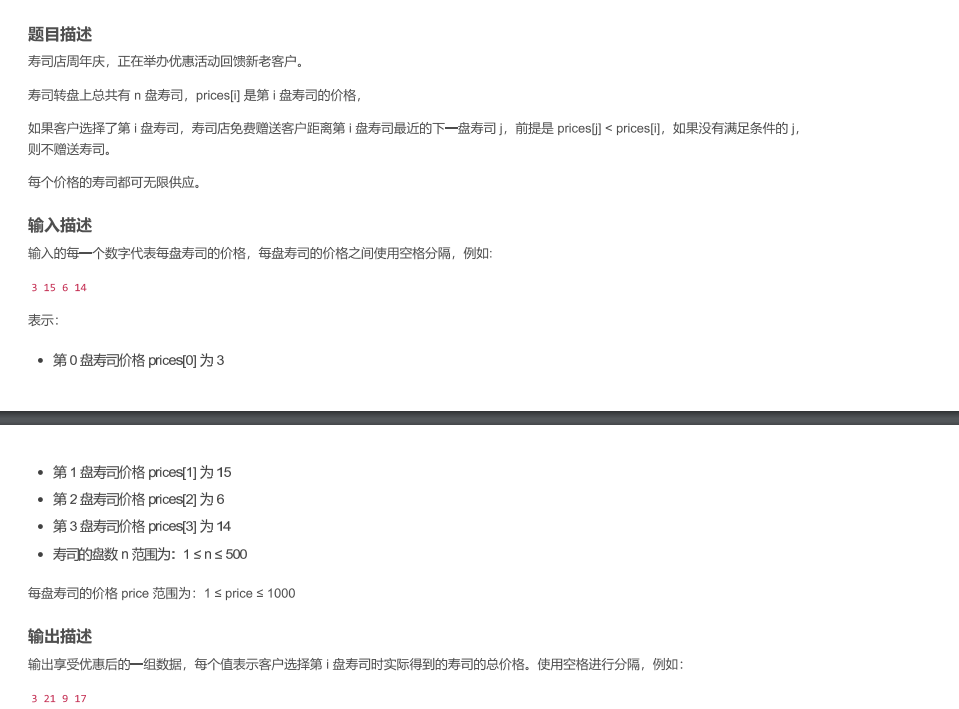 题目描述
寿司店周年庆，正在举办优惠活动回馈新老客户。
寿司转盘上总共有 n 盘寿司，prices[i] 是第 i 盘寿司的价格，
如果客户选择了第 i 盘寿司，寿司店免费赠送客户距离第 i 盘寿司最近的下一盘寿司 j，前提是 prices[j] < prices[i]，如果没有满足条件的 j，
则不赠送寿司。
每个价格的寿司都可无限供应。
输入描述
输入的每一个数字代表每盘寿司的价格，每盘寿司的价格之间使用空格分隔，例如:
3 15 6 14
表示：
• 第 0 盘寿司价格 prices[0] 为 3
• 第 1 盘寿司价格 prices[1] 为 15
• 第 2 盘寿司价格 prices[2] 为 6
• 第 3 盘寿司价格 prices[3] 为 14
• 寿司的盘数 n 范围为：1 ≤ n ≤ 500
每盘寿司的价格 price 范围为：1 ≤ price ≤ 1000
输出描述
输出享受优惠后的一组数据，每个值表示客户选择第 i 盘寿司时实际得到的寿司的总价格。使用空格进行分隔，例如：
3 21 9 17